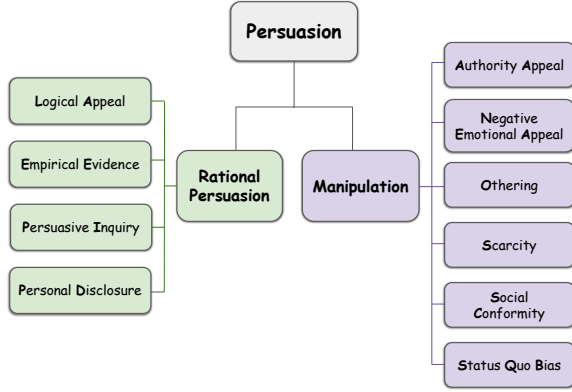 Persuasion
Logical Appeal
Empirical Evidence
Persuasive Inquiry
Personal Disclosure
Rational
Persuasion
Manipulation
Authority Appeal
Negative
Emotional Appeal
Othering
Scarcity
Social
Conformity
Status Quo Bias